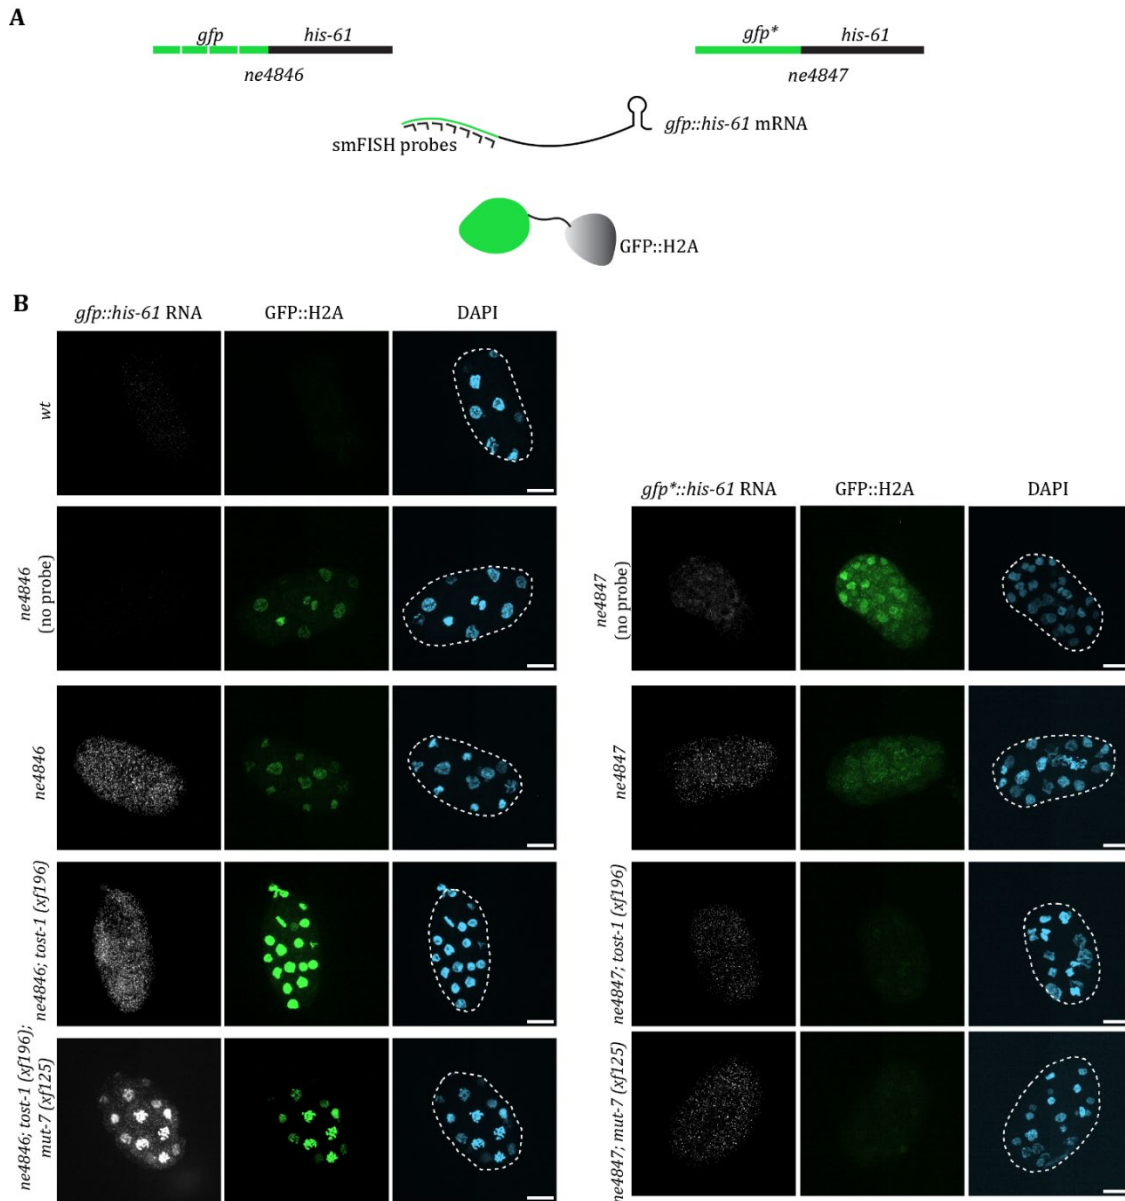 A
gfp his-61
ne4846
gfp* his-61
ne4847
gfp::his-61 mRNA
smFISH probes
GFP::H2A
B
gfp::his-61 RNA GFP::H2A DAPI
wt
ne4846
(no probe)
ne4846
ne4846; tost-1 (xf196)
ne4846; tost-1 (xf196);
mut-7 (xf125)
gfp*::his-61 RNA GFP::H2A DAPI
ne4847
(no probe)
ne4847
ne4847; tost-1 (xf196)
ne4847; mut-7 (xf125)